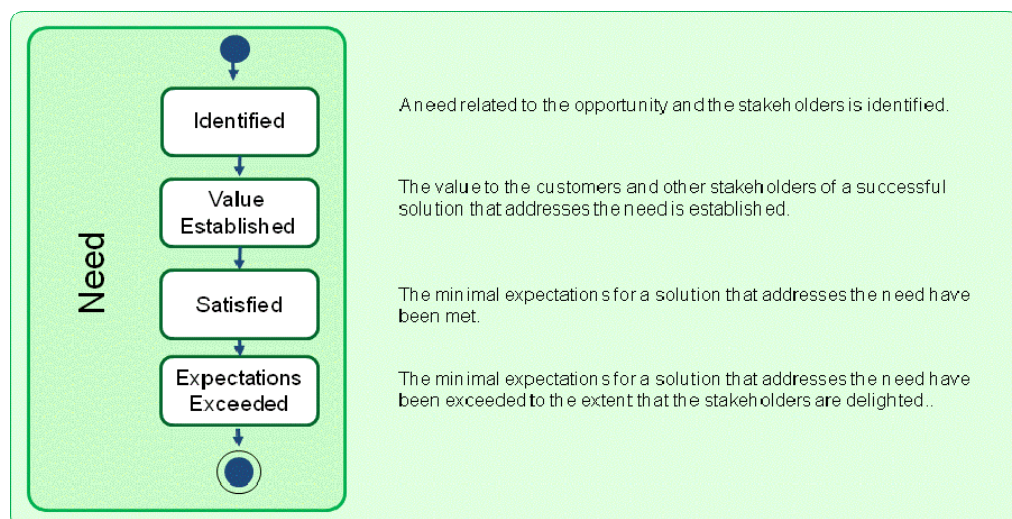 Need
Identified
A need related to the opportunity and the stakeholders is identified.
Value
Established
The value to the customers and other stakeholders of a successful
solution that addresses the need is established.
Satisfied
The minimal expectations for a solution that addresses the need have
been met.
Expectations
Exceeded
The minimal expectations for a solution that addresses the need have
been exceeded to the extent that the stakeholders are delighted..